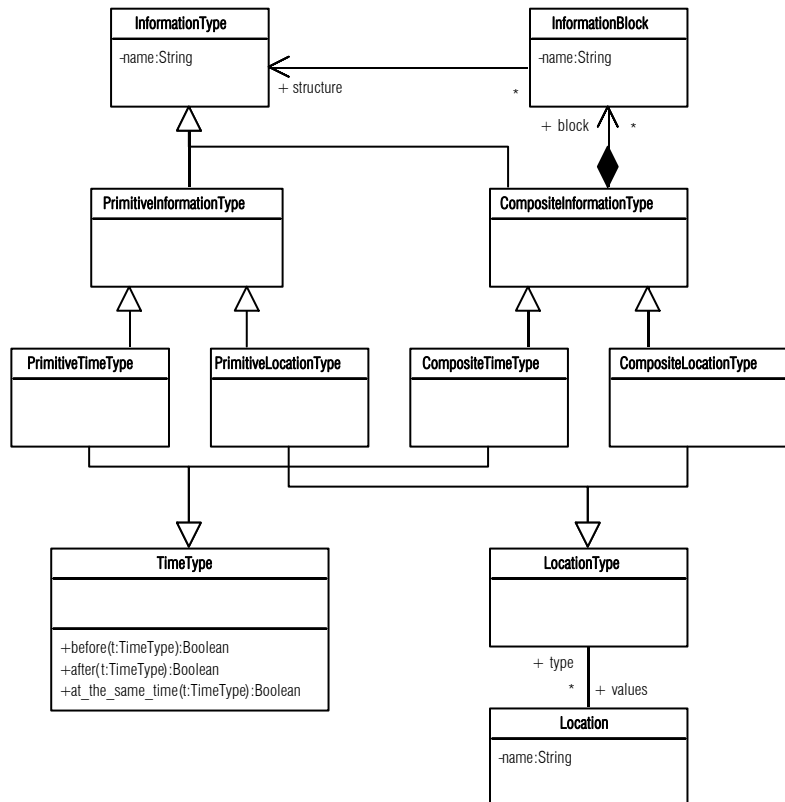 InformationType
InformationBlock
-name:String
-name:String
+ structure
*
+ block
*
PrimitiveInformationType
CompositeInformationType
PrimitiveTimeType
PrimitiveLocationType
CompositeTimeType
CompositeLocationType
TimeType
LocationType
+before(t:TimeType):Boolean
+after(t:TimeType):Boolean
+at_the_same_time(t:TimeType):Boolean
+ type
*
+ values
Location
-name:String